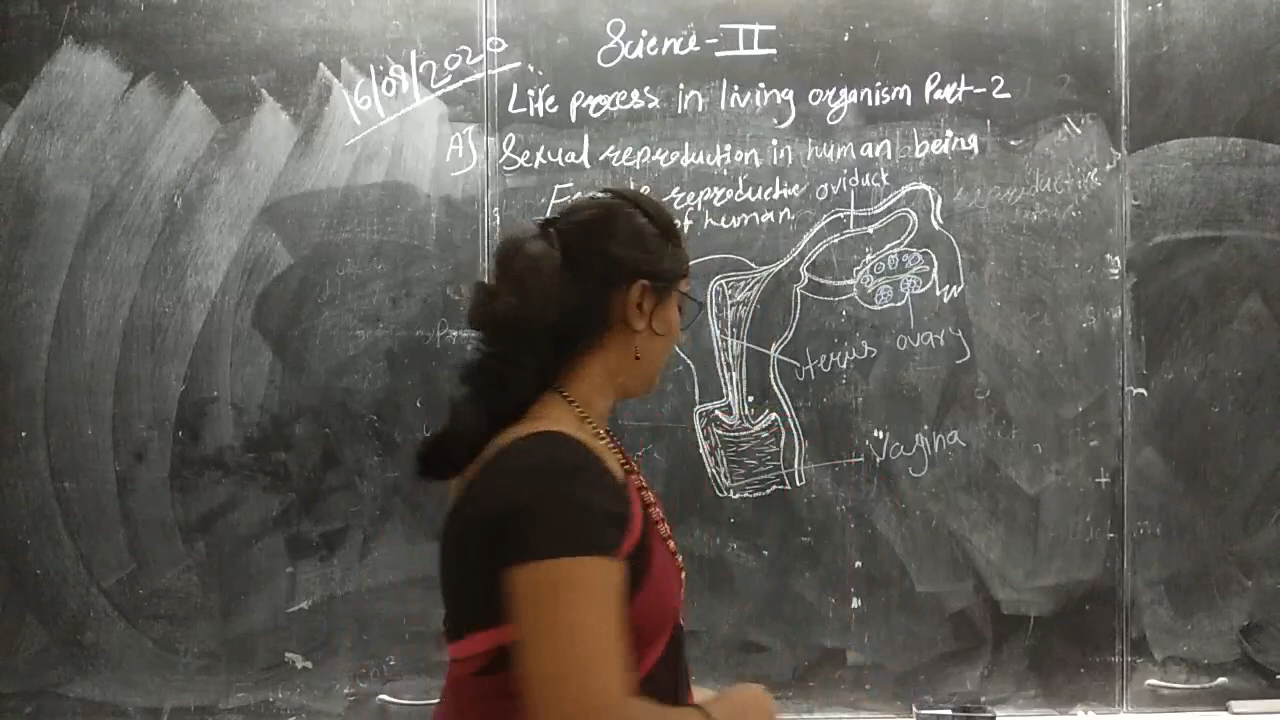 Science-II
16/09/2020
Life process in living organism Part-2
A] Sexual reproduction in human being
reproductive
of human
oviduct
uterus
ovary
Vagina